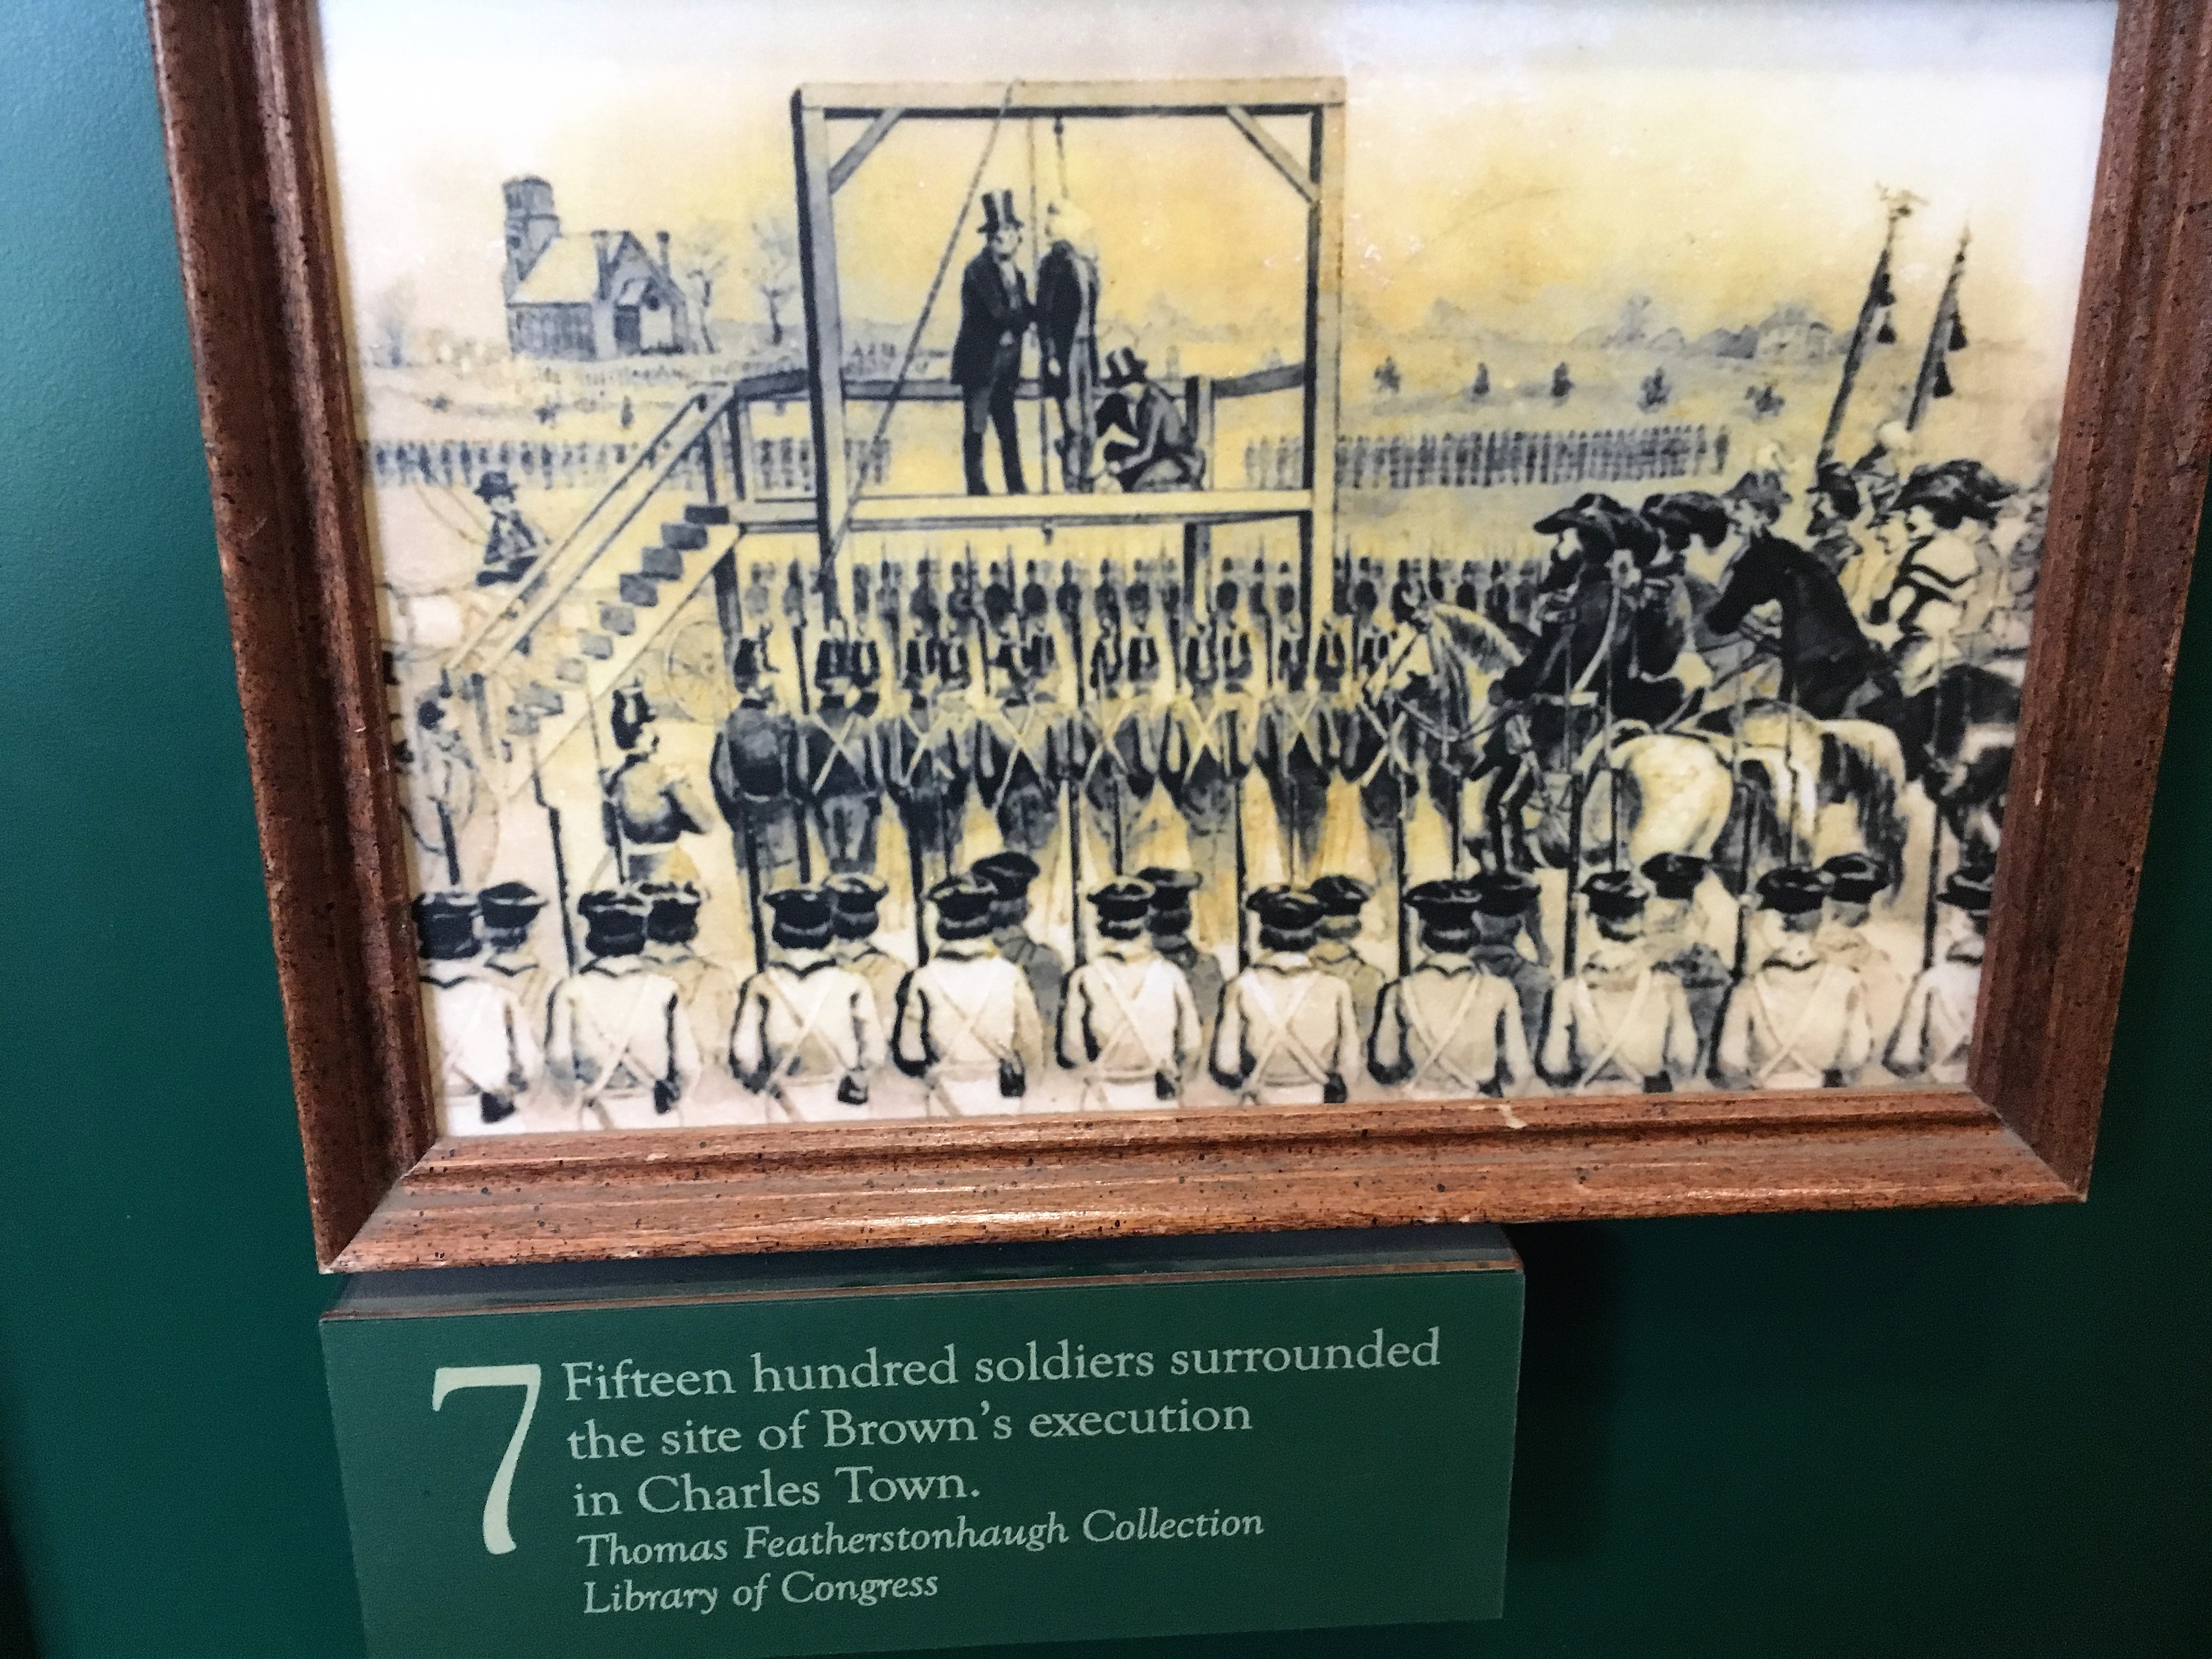 7
Fifteen hundred soldiers surrounded
the site of Brown's execution
in Charles Town.
Thomas Featherstonhaugh Collection
Library of Congress